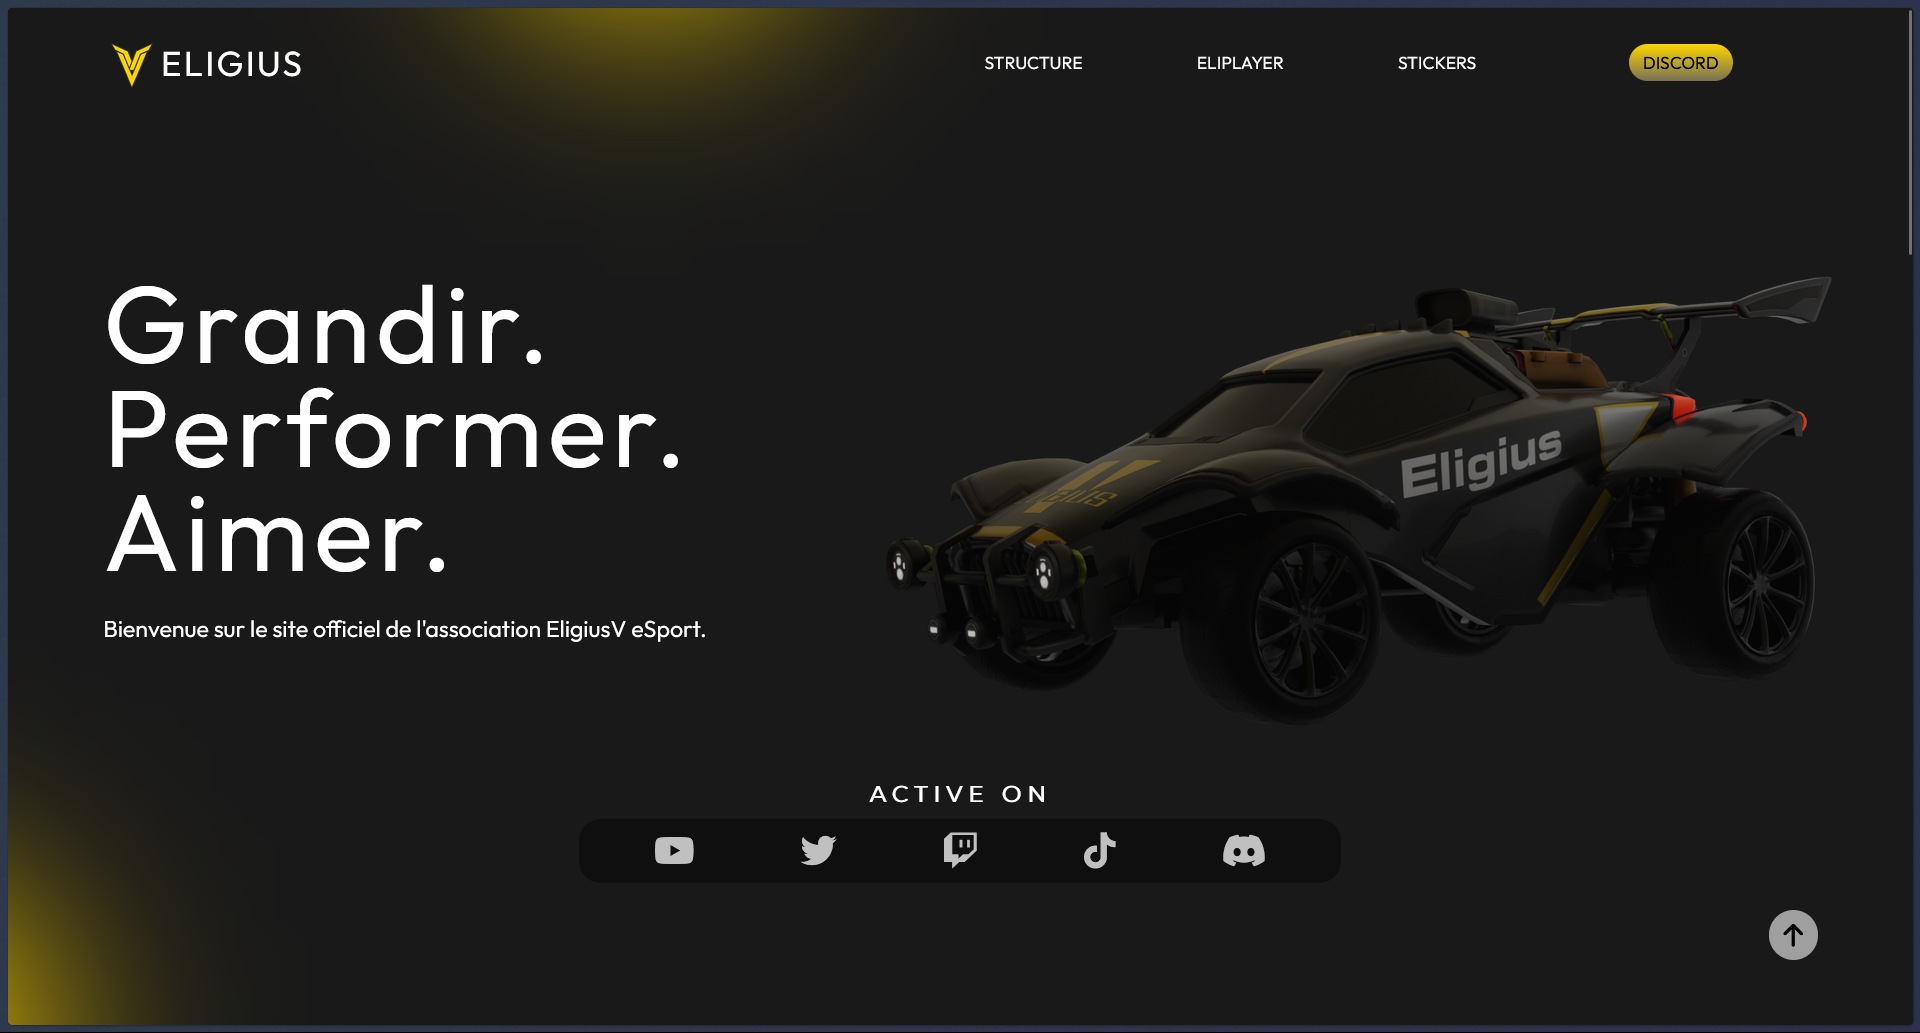 ELIGIUS
STRUCTURE
ELIPLAYER
STICKERS
DISCORD
Grandir.
Performer.
Aimer.
Bienvenue sur le site officiel de l'association EligiusV eSport.
Eligius
ACTIVE ON